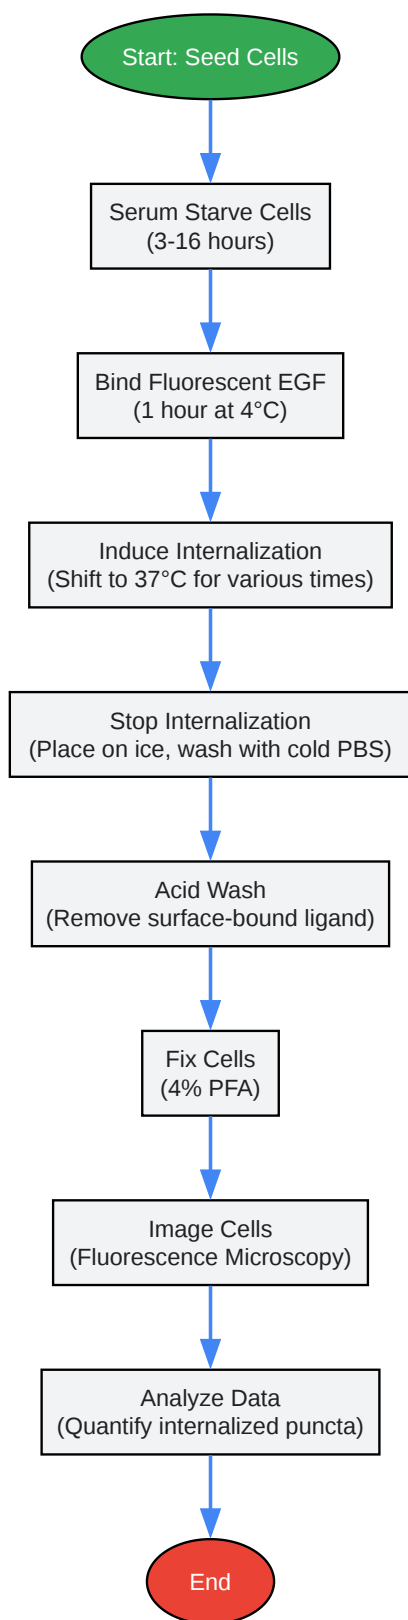 Start: Seed Cells
Serum Starve Cells
(3-16 hours)
Bind Fluorescent EGF
(1 hour at 4°C)
Induce Internalization
(Shift to 37°C for various times)
Stop Internalization
(Place on ice, wash with cold PBS)
Acid Wash
(Remove surface-bound ligand)
Fix Cells
(4% PFA)
Image Cells
(Fluorescence Microscopy)
Analyze Data
(Quantify internalized puncta)
End